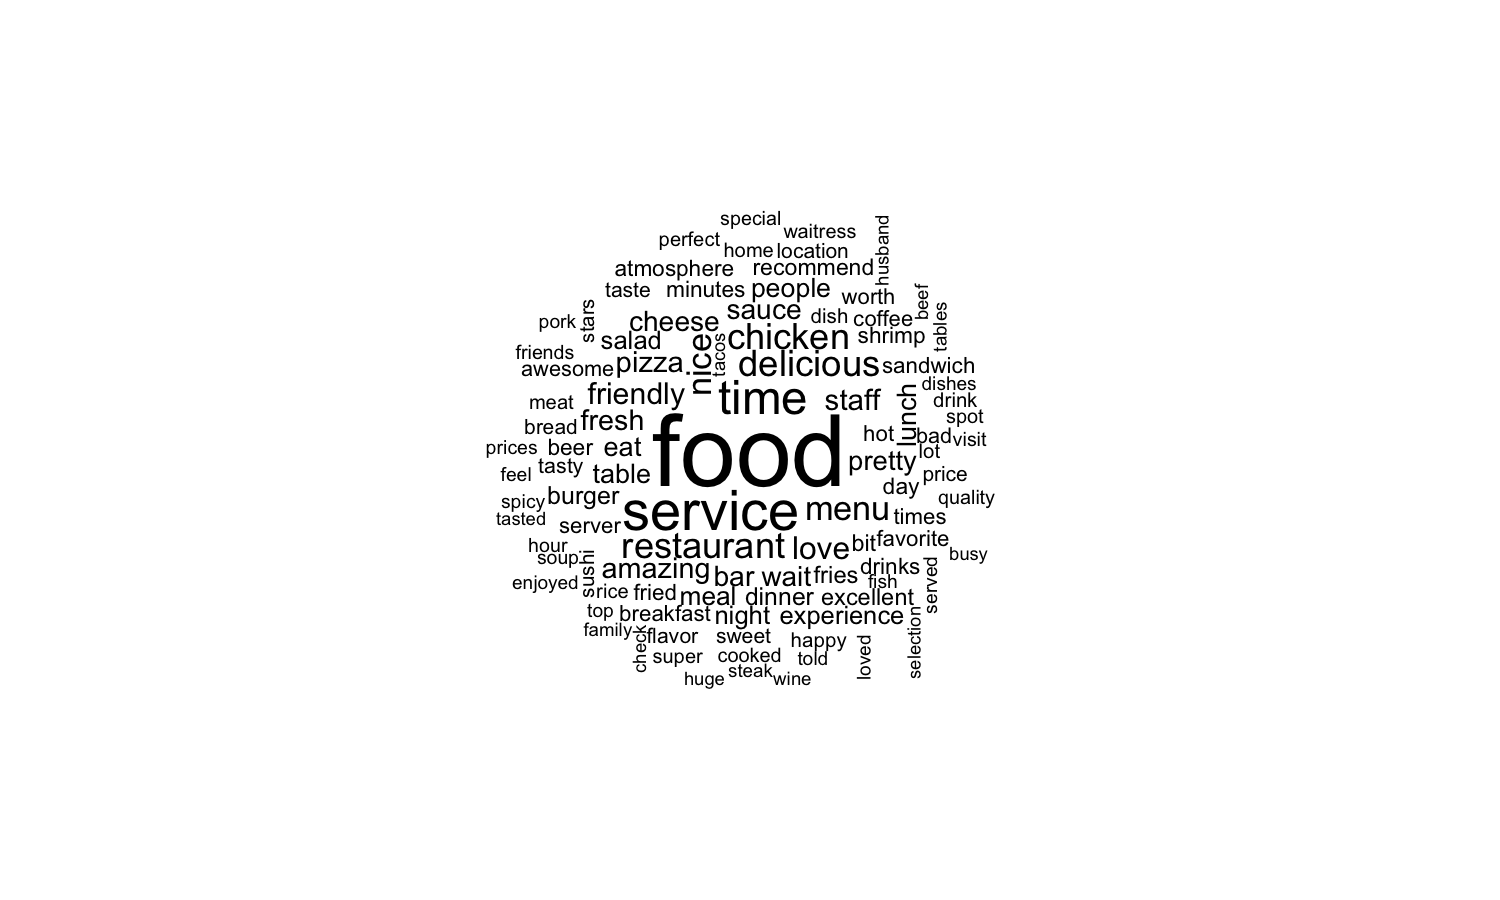 special
perfect
waitress
home location
husband
atmosphere recommend
taste minutes people worth
beef
pork stars cheese sauce dish coffee tables
salad nice tacos chicken shrimp
friends
awesome pizza delicious sandwich
meat friendly time staff lunch dishes
drink
bread fresh food hot bad spot
prices beer eat visit
lot
feel tasty table pretty price
spicy burger day quality
tasted server service menu times
hour restaurant love bit favorite
soup sushi busy
enjoyed amazing bar wait fries drinks
fish
rice fried meal dinner excellent served
top breakfast night experience
family check flavor sweet happy selection
super cooked told loved
huge steak wine